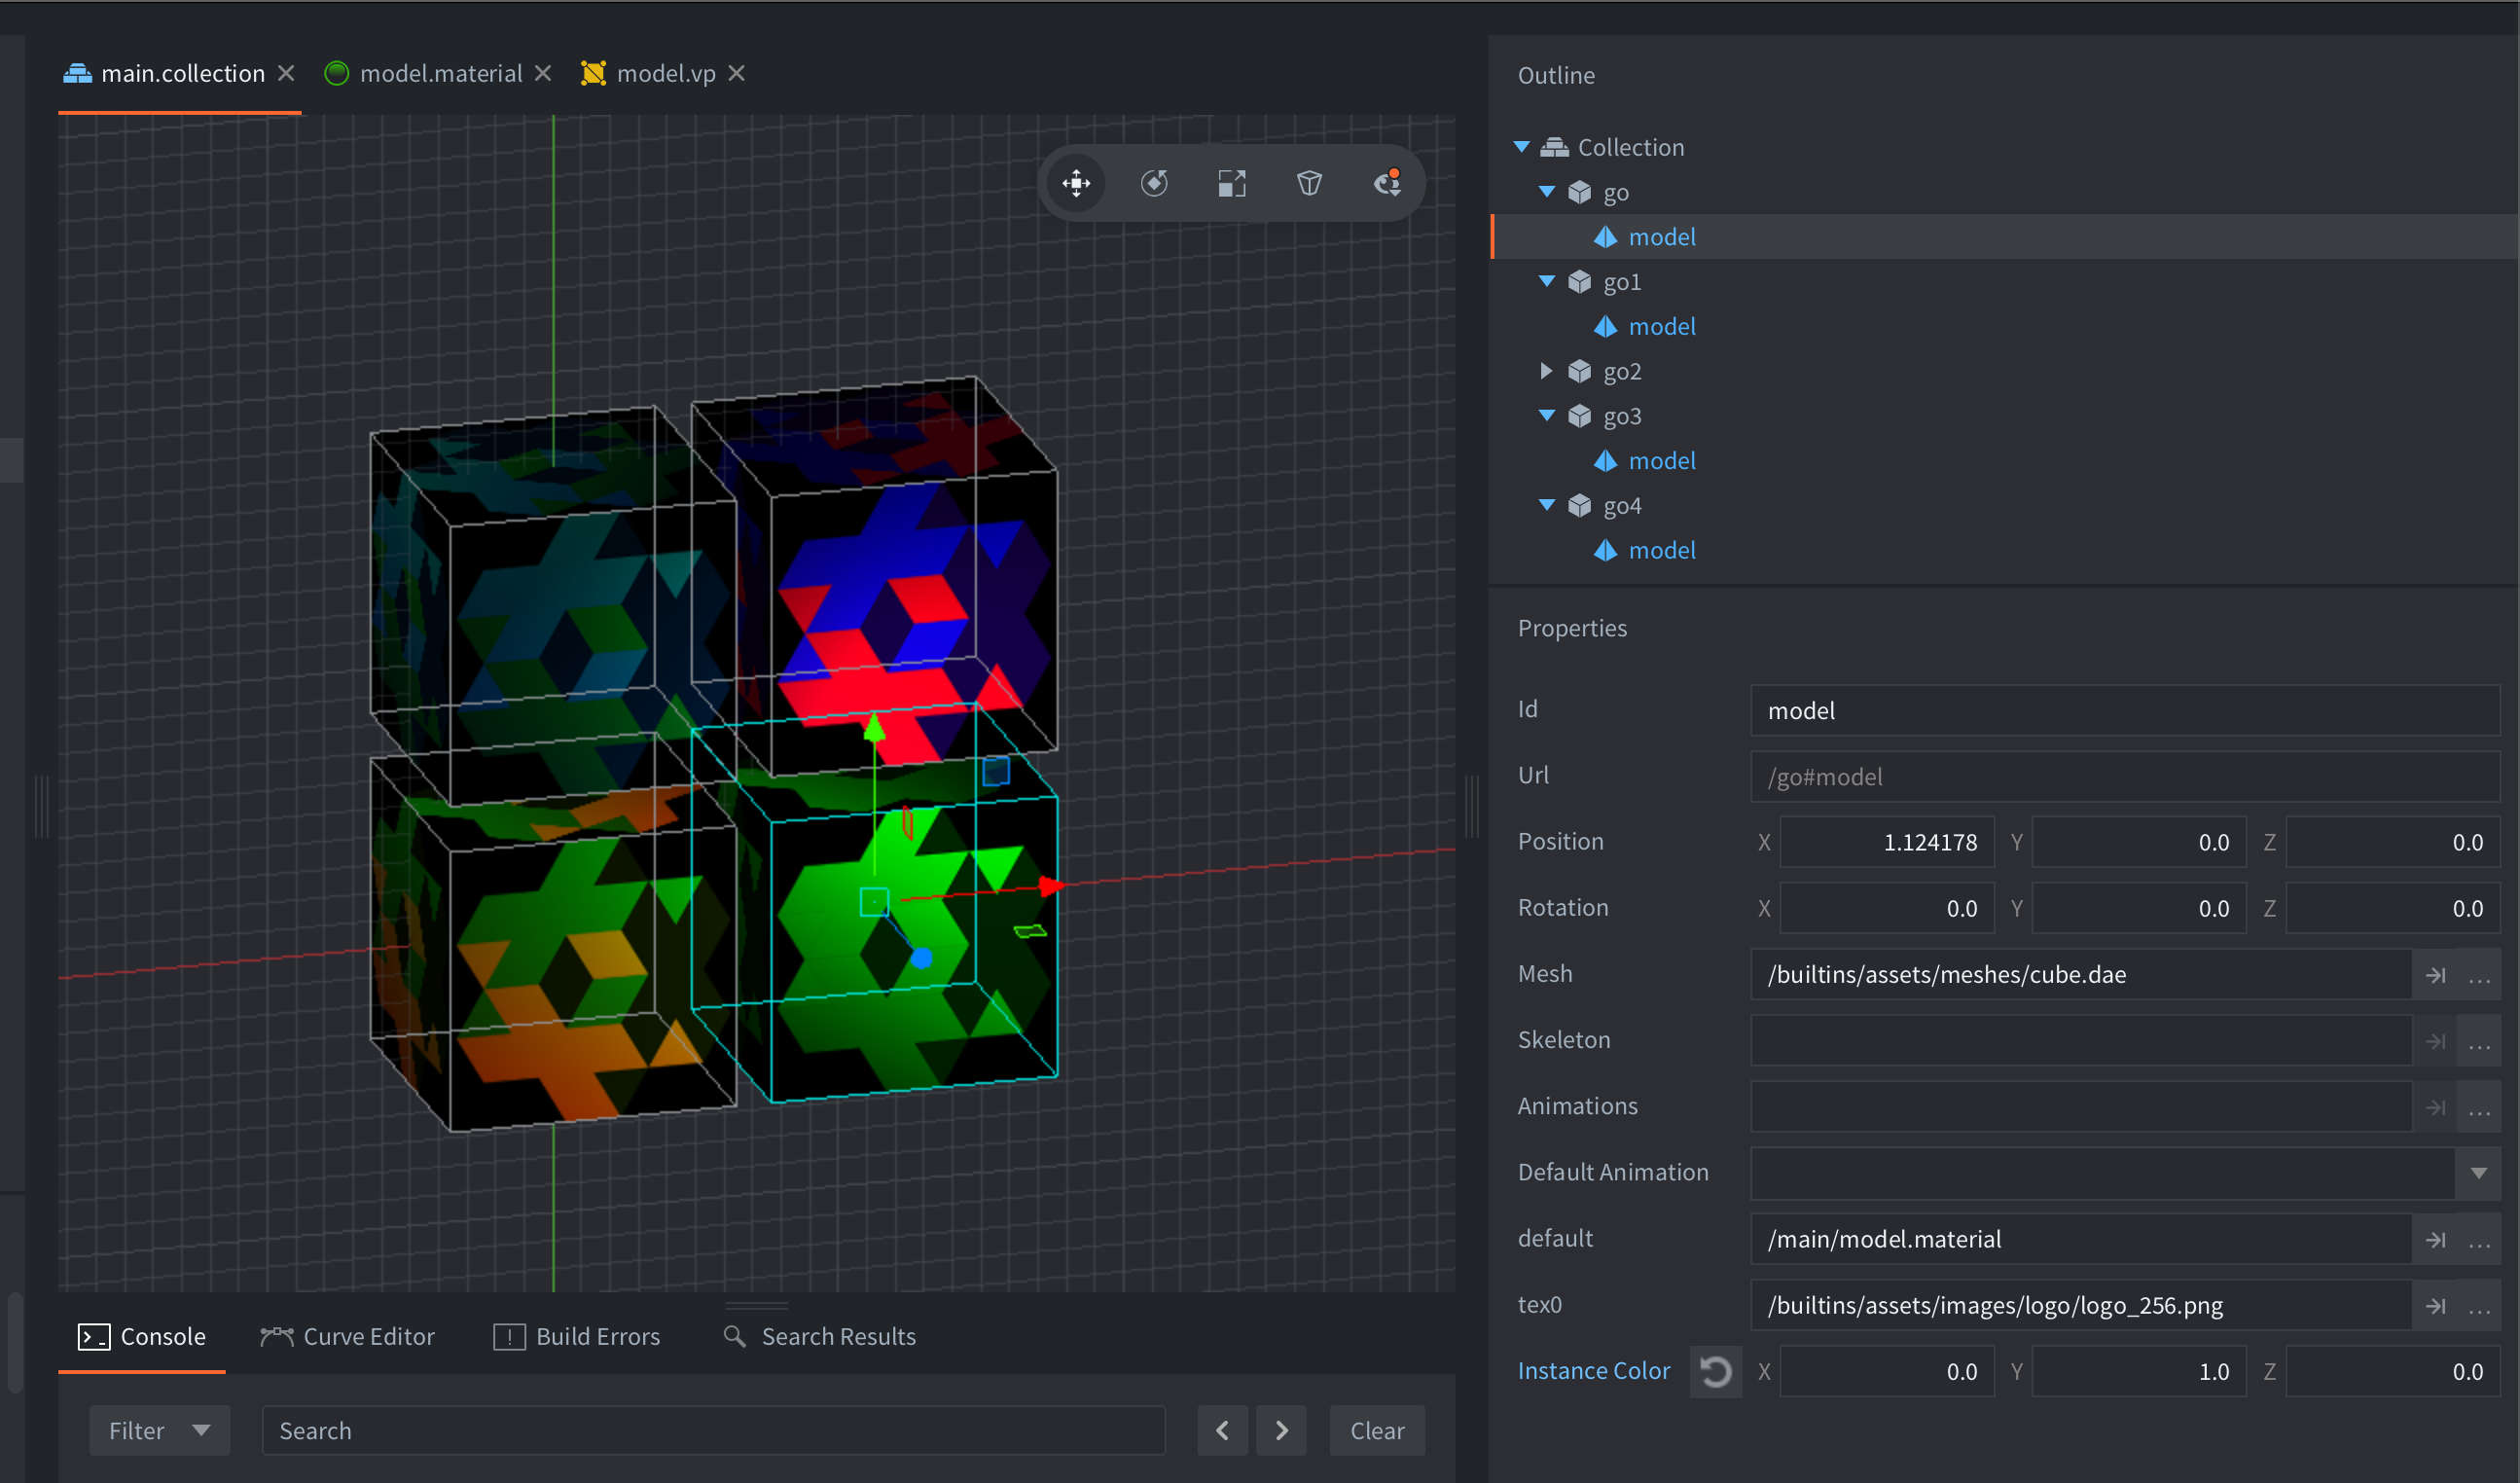 main.collection
model.material
model.vp
Outline
Collection
go
model
go1
model
go2
go3
model
go4
model
Properties
Id model
Url /go#model
Position X 1.124178 Y 0.0 Z 0.0
Rotation X 0.0 Y 0.0 Z 0.0
Mesh /builtins/assets/meshes/cube.dae ...
Skeleton ...
Animations ...
Default Animation
default /main/model.material ...
tex0 /builtins/assets/images/logo/logo_256.png ...
Instance Color X 0.0 Y 1.0 Z 0.0
Console
Curve Editor
Build Errors
Search Results
Filter
Search
Clear